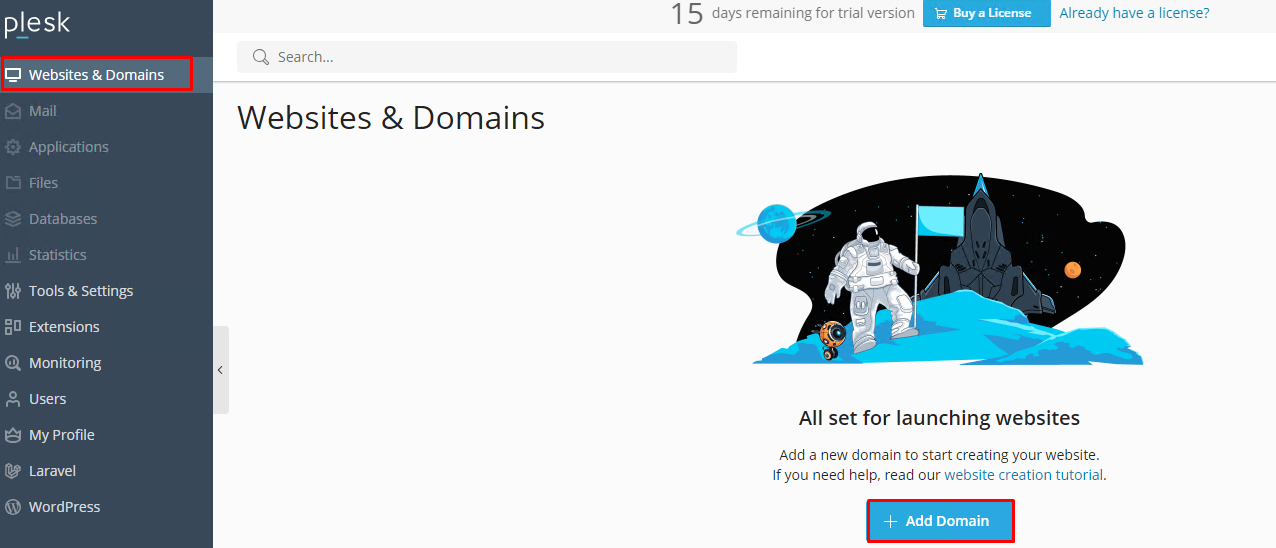 plesk
15 days remaining for trial version Buy a License Already have a license?
Search...
Websites & Domains
Mail
Applications
Files
Databases
Statistics
Tools & Settings
Extensions
Monitoring
Users
My Profile
Laravel
WordPress
Websites & Domains
All set for launching websites
Add a new domain to start creating your website.
If you need help, read our website creation tutorial.
+ Add Domain